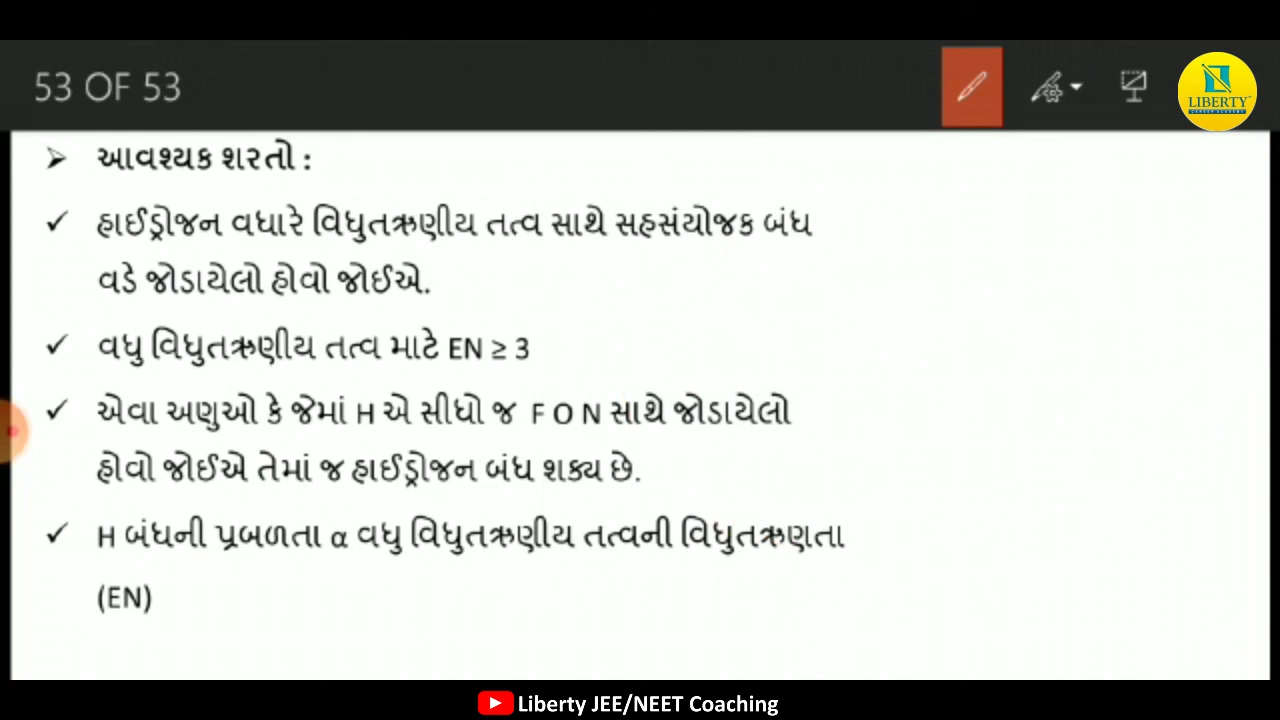 53 OF 53
LIBERTY
➢ આવશ્યક શરતો :
✓ હાઈડ્રોજન વધારે વિધુતઋણીય તત્વ સાથે સહસંયોજક બંધ
વડે જોડાયેલો હોવો જોઈએ.
✓ વધુ વિધુતઋણીય તત્વ માટે EN ≥ 3
✓ એવા અણુઓ કે જેમાં H એ સીધો જ F O N સાથે જોડાયેલો
હોવો જોઈએ તેમાં જ હાઈડ્રોજન બંધ શક્ય છે.
✓ H બંધની પ્રબળતા α વધુ વિધુતઋણીય તત્વની વિધુતઋણતા
(EN)
Liberty JEE/NEET Coaching